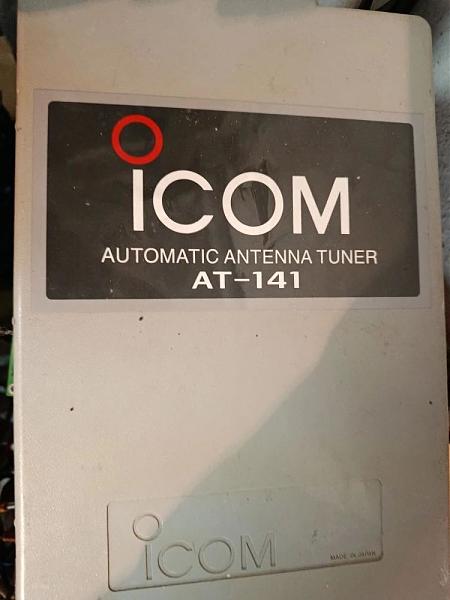 iCOM
AUTOMATIC ANTENNA TUNER
AT-141
iCOM
MADE IN JAPAN